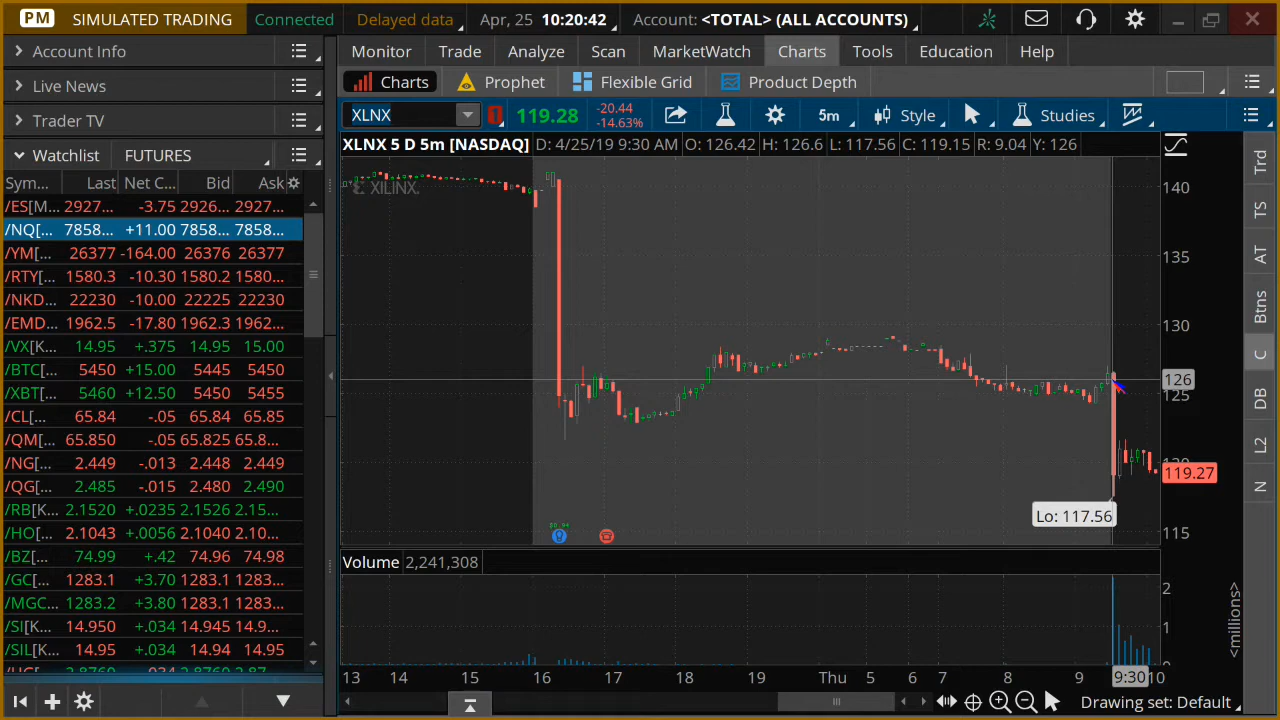 PM SIMULATED TRADING Connected Delayed data Apr, 25 10:20:42 Account: <TOTAL> (ALL ACCOUNTS)
Account Info
Live News
Trader TV
Watchlist FUTURES
Monitor Trade Analyze Scan MarketWatch Charts Tools Education Help
Charts Prophet Flexible Grid Product Depth
XLNX 119.28 -20.44 -14.63% 5m Style Studies
XLNX 5 D 5m [NASDAQ] D: 4/25/19 9:30 AM O: 126.42 H: 126.6 L: 117.56 C: 119.15 R: 9.04 Y: 126
Sym... Last Net C... Bid Ask
/ES[M... 2927... -3.75 2926... 2927...
/NQ[... 7858... +11.00 7858... 7858...
/YM[... 26377 -164.00 26376 26377
/RTY[... 1580.3 -10.30 1580.2 1580...
/NKD... 22230 -10.00 22225 22230
/EMD... 1962.5 -17.80 1962.3 1962...
/VX[K... 14.95 +.375 14.95 15.00
/BTC[... 5450 +15.00 5445 5450
/XBT[... 5460 +12.50 5450 5455
/CL[... 65.84 -.05 65.84 65.85
/QM[... 65.850 -.05 65.825 65.8...
/NG[... 2.449 -.013 2.448 2.449
/QG[... 2.485 -.015 2.480 2.490
/RB[K... 2.1520 +.0235 2.1520 2.15...
/HO[... 2.1043 +.0056 2.1040 2.10...
/BZ[... 74.99 +.42 74.96 74.98
/GC[... 1283.1 +3.70 1283.1 1283...
/MGC... 1283.2 +3.80 1283.1 1283...
/SI[K... 14.950 +.034 14.945 14.9...
/SIL[K... 14.95 +.034 14.94 14.95
XILINX.
140
135
130
126
125
119.27
115
Lo: 117.56
$0.94
Volume 2,241,308
2
1
0
<millions>
13 14 15 16 17 18 19 Thu 5 6 7 8 9 9:30 10
Trd
TS
AT
Btns
C
DB
L2
N
Drawing set: Default